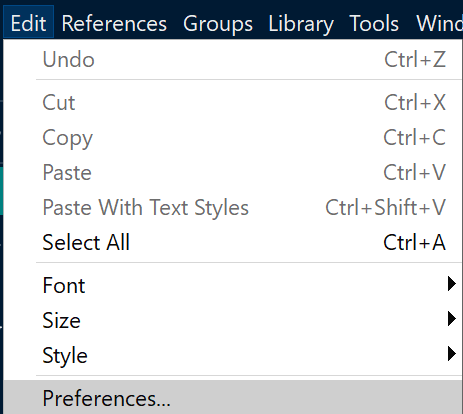 Edit References Groups Library Tools
Undo Ctrl+Z
Cut Ctrl+X
Copy Ctrl+C
Paste Ctrl+V
Paste With Text Styles Ctrl+Shift+V
Select All Ctrl+A
Font
Size
Style
Preferences...